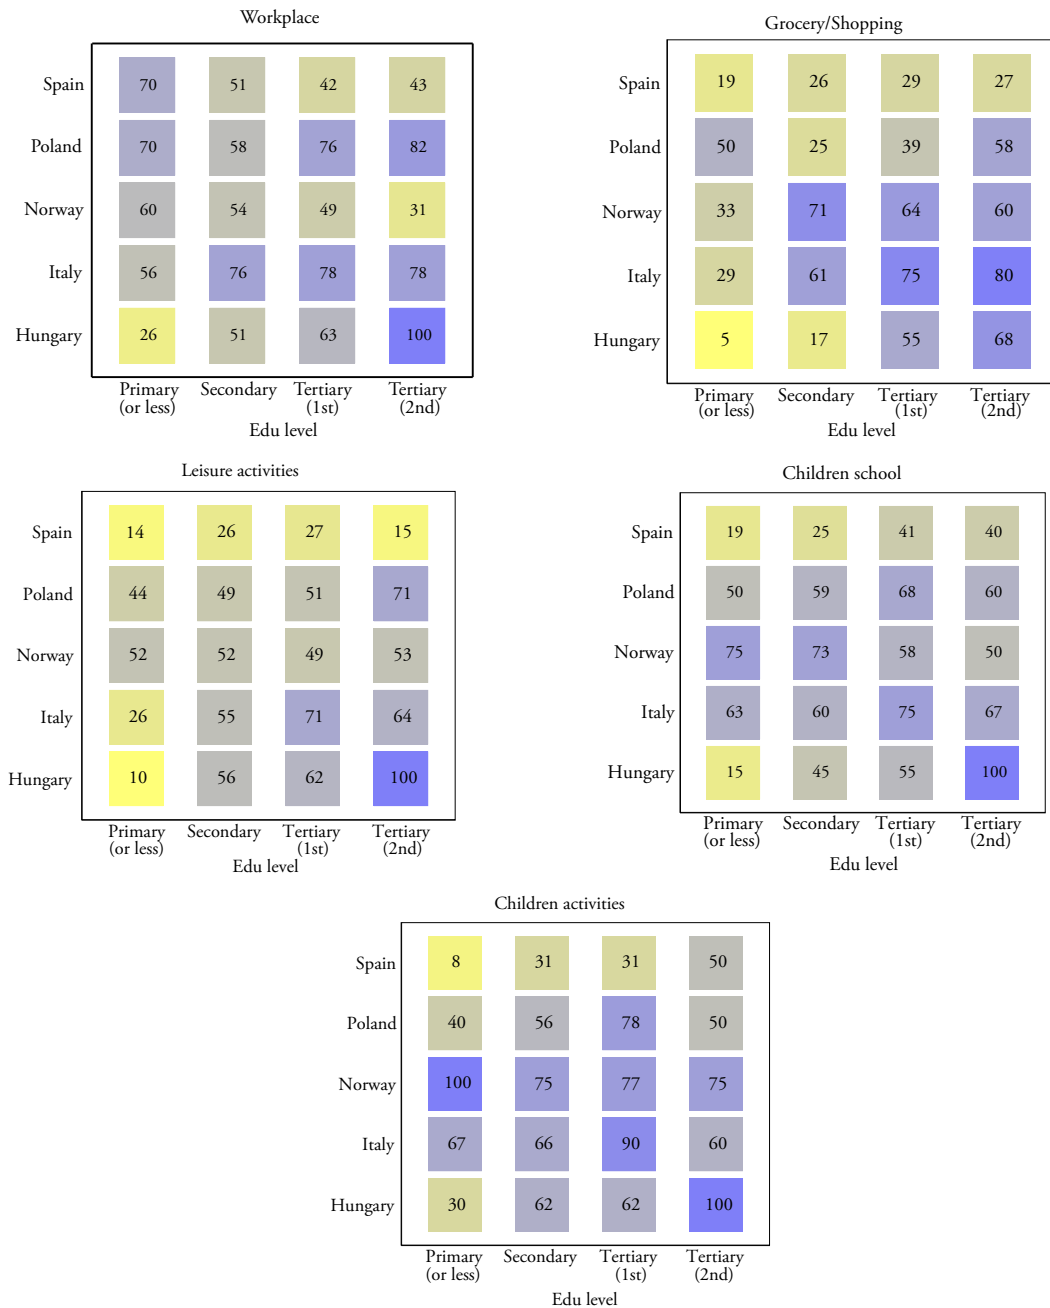 Workplace
Spain 70 51 42 43
Poland 70 58 76 82
Norway 60 54 49 31
Italy 56 76 78 78
Hungary 26 51 63 100
Primary Secondary Tertiary Tertiary
(or less) (1st) (2nd)
Edu level
Grocery/Shopping
Spain 19 26 29 27
Poland 50 25 39 58
Norway 33 71 64 60
Italy 29 61 75 80
Hungary 5 17 55 68
Primary Secondary Tertiary Tertiary
(or less) (1st) (2nd)
Edu level
Leisure activities
Spain 14 26 27 15
Poland 44 49 51 71
Norway 52 52 49 53
Italy 26 55 71 64
Hungary 10 56 62 100
Primary Secondary Tertiary Tertiary
(or less) (1st) (2nd)
Edu level
Children school
Spain 19 25 41 40
Poland 50 59 68 60
Norway 75 73 58 50
Italy 63 60 75 67
Hungary 15 45 55 100
Primary Secondary Tertiary Tertiary
(or less) (1st) (2nd)
Edu level
Children activities
Spain 8 31 31 50
Poland 40 56 78 50
Norway 100 75 77 75
Italy 67 66 90 60
Hungary 30 62 62 100
Primary Secondary Tertiary Tertiary
(or less) (1st) (2nd)
Edu level